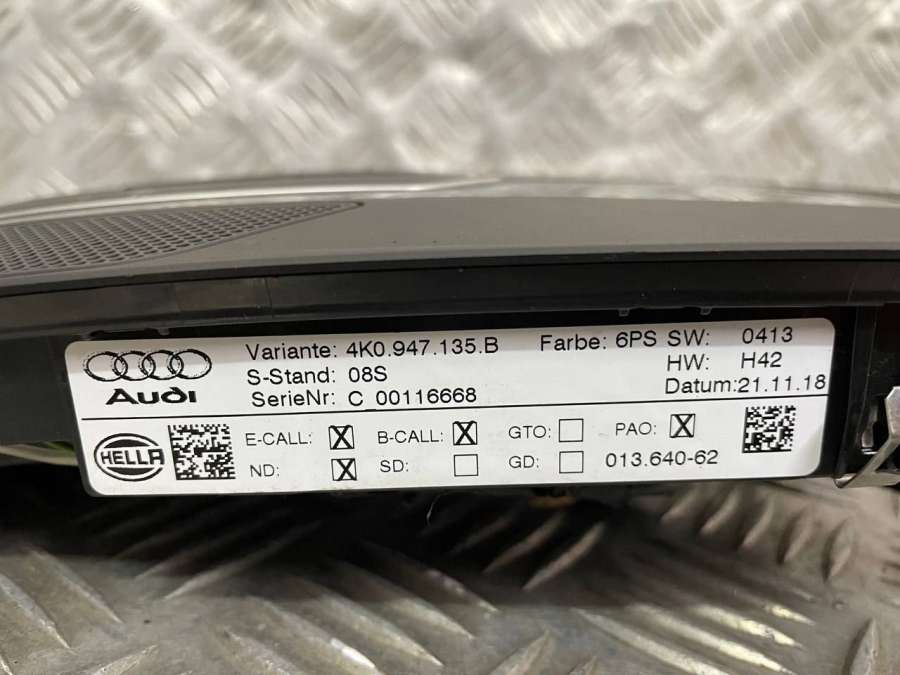 Variante: 4K0.947.135.B Farbe: 6PS SW: 0413
S-Stand: 08S HW: H42
SerieNr: C_00116668 Datum:21.11.18
Audi
HELLA
E-CALL: X B-CALL: X GTO: PAO: X
ND: X SD: GD: 013.640-62